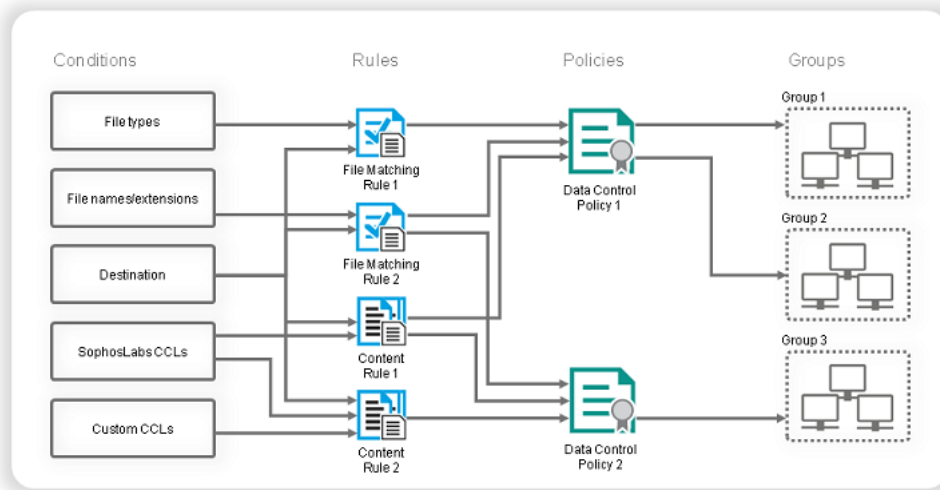 Conditions
Rules
Policies
Groups
File types
File names/extensions
Destination
SophosLabs CCLs
Custom CCLs
File Matching
Rule 1
File Matching
Rule 2
Content
Rule 1
Content
Rule 2
Data Control
Policy 1
Data Control
Policy 2
Group 1
Group 2
Group 3